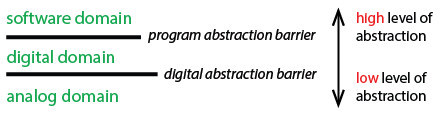 software domain
program abstraction barrier
digital domain
digital abstraction barrier
analog domain
high level of
abstraction
low level of
abstraction